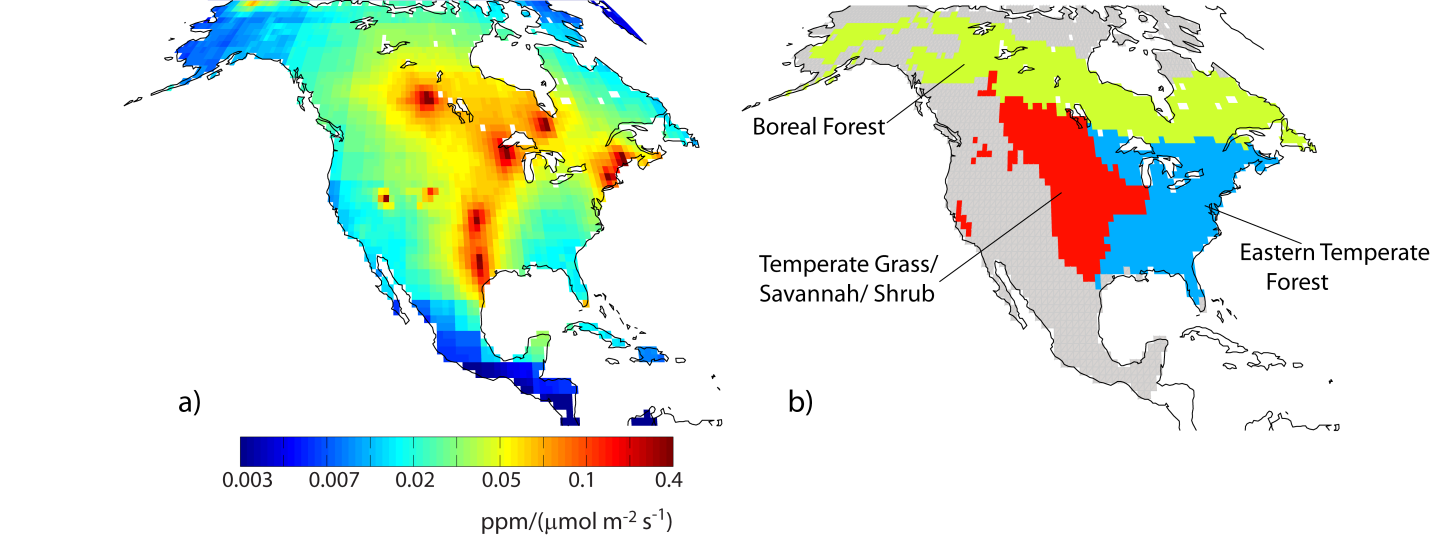 Boreal Forest
Temperate Grass/
Savannah/ Shrub
Eastern Temperate
Forest
a)
b)
0.003 0.007 0.02 0.05 0.1 0.4
ppm/(μmol m⁻² s⁻¹)